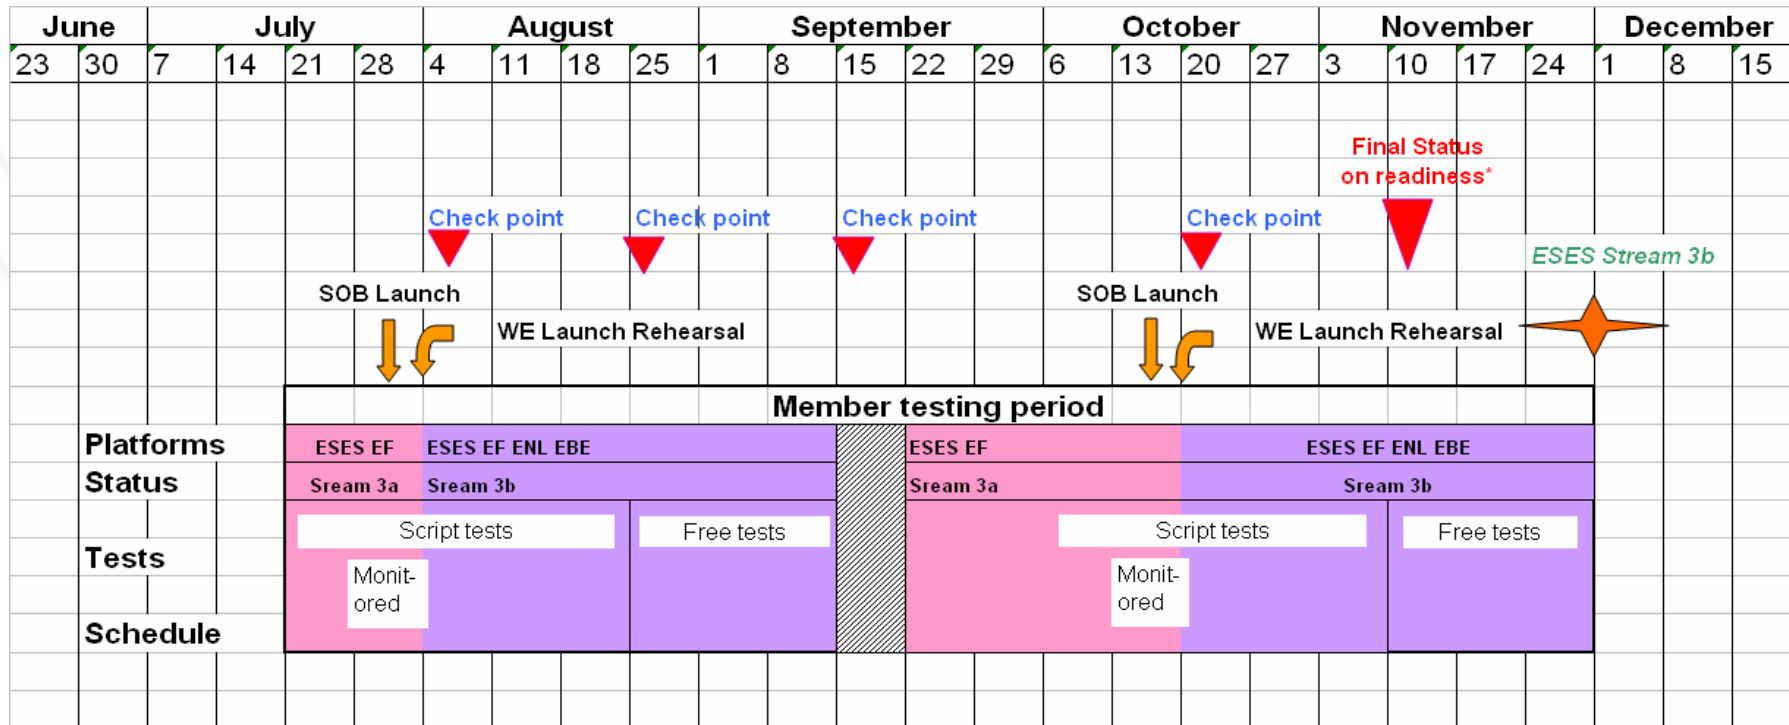 June July August September October November December
23 30 7 14 21 28 4 11 18 25 1 8 15 22 29 6 13 20 27 3 10 17 24 1 8 15
Final Status
on readiness*
Check point Check point Check point Check point
ESES Stream 3b
SOB Launch SOB Launch
WE Launch Rehearsal WE Launch Rehearsal
Member testing period
Platforms ESES EF ESES EF ENL EBE ESES EF ESES EF ENL EBE
Status Sream 3a Sream 3b Sream 3a Sream 3b
Script tests Free tests Script tests Free tests
Tests
Monit-
ored
Monit-
ored
Schedule